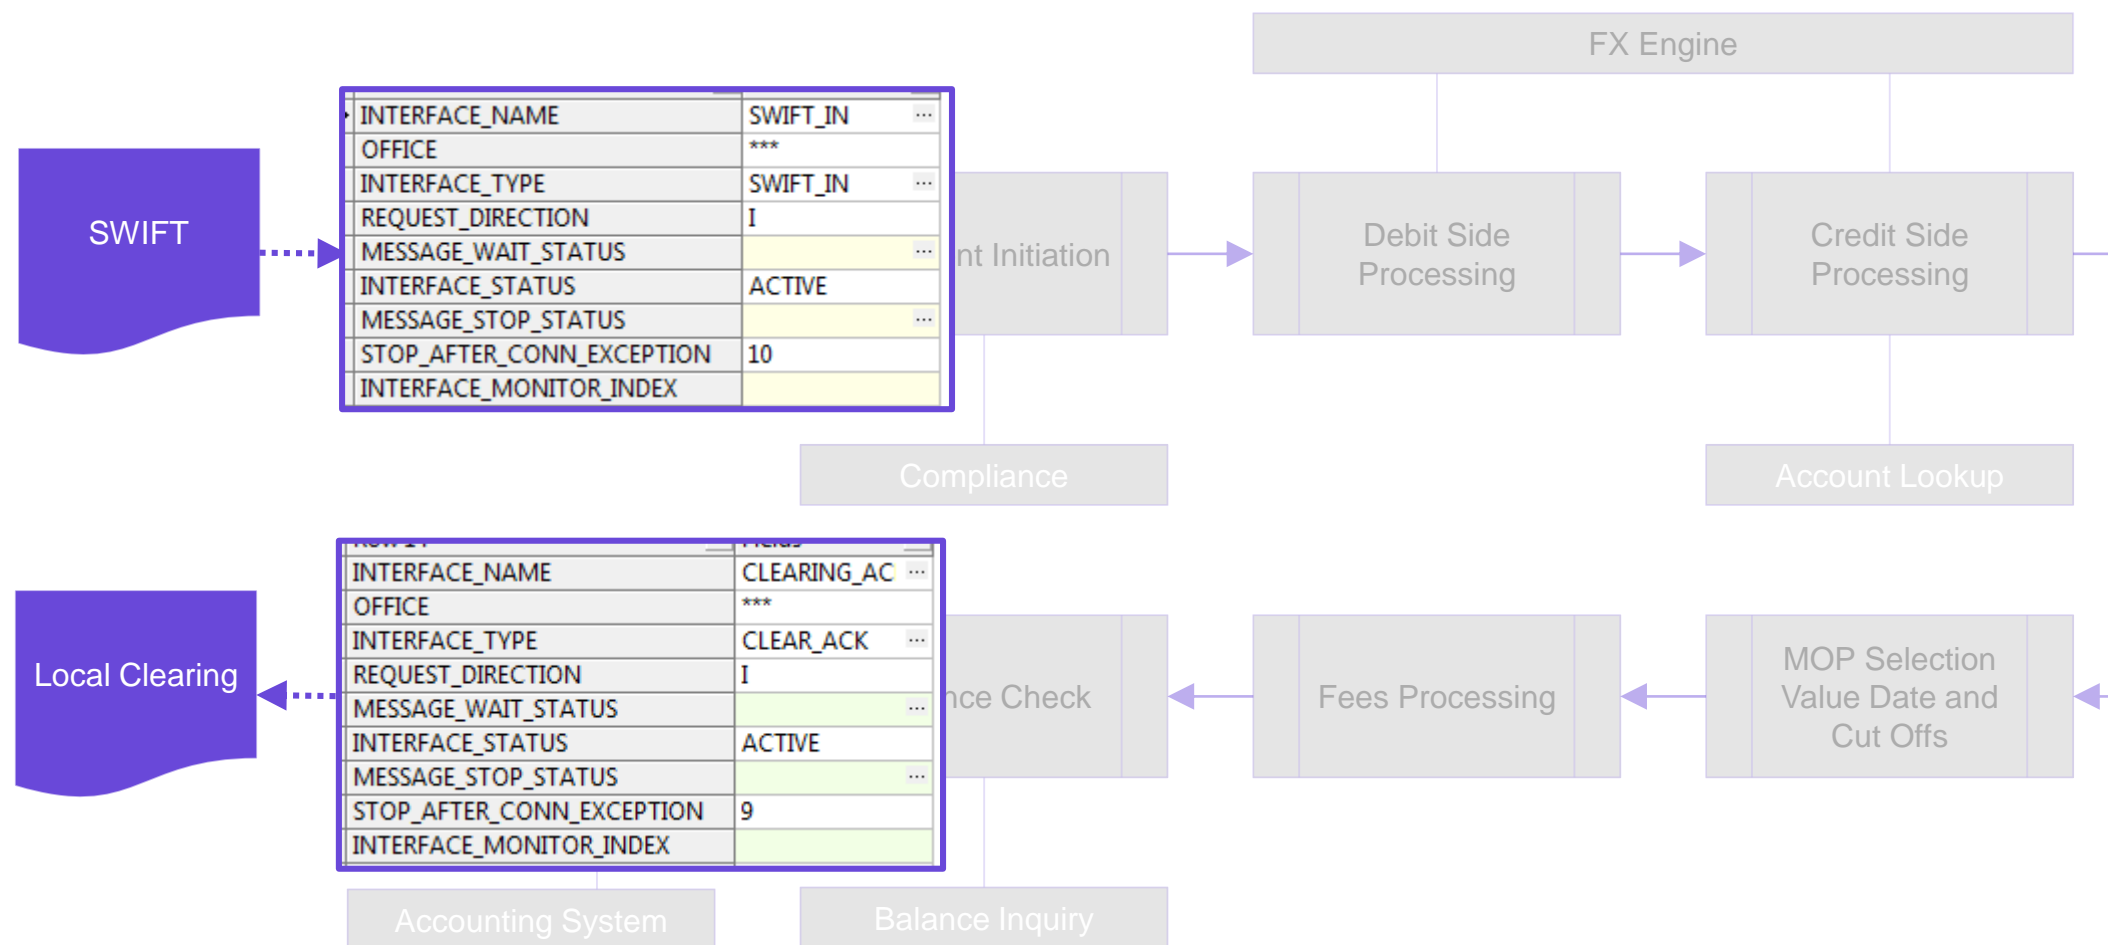 FX Engine
SWIFT
INTERFACE_NAME SWIFT_IN ...
OFFICE ***
INTERFACE_TYPE SWIFT_IN ...
REQUEST_DIRECTION I
MESSAGE_WAIT_STATUS ...
INTERFACE_STATUS ACTIVE
MESSAGE_STOP_STATUS ...
STOP_AFTER_CONN_EXCEPTION 10
INTERFACE_MONITOR_INDEX
nt Initiation
Debit Side
Processing
Credit Side
Processing
Compliance
Account Lookup
Local Clearing
INTERFACE_NAME CLEARING_AC ...
OFFICE ***
INTERFACE_TYPE CLEAR_ACK ...
REQUEST_DIRECTION I
MESSAGE_WAIT_STATUS ...
INTERFACE_STATUS ACTIVE
MESSAGE_STOP_STATUS ...
STOP_AFTER_CONN_EXCEPTION 9
INTERFACE_MONITOR_INDEX
nce Check
Fees Processing
MOP Selection
Value Date and
Cut Offs
Accounting System
Balance Inquiry